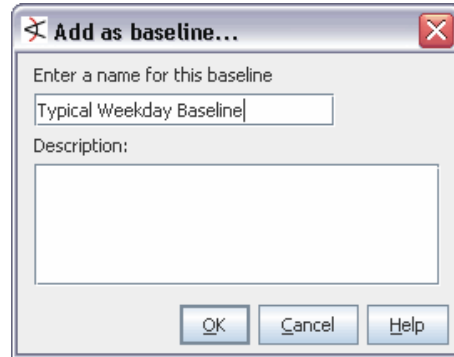 Add as baseline...
Enter a name for this baseline
Typical Weekday Baseline
Description:
OK Cancel Help